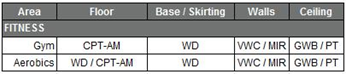 Area Floor Base / Skirting Walls Ceiling
FITNESS
Gym CPT-AM WD VWC / MIR GWB / PT
Aerobics WD / CPT-AM WD VWC / MIR GWB / PT